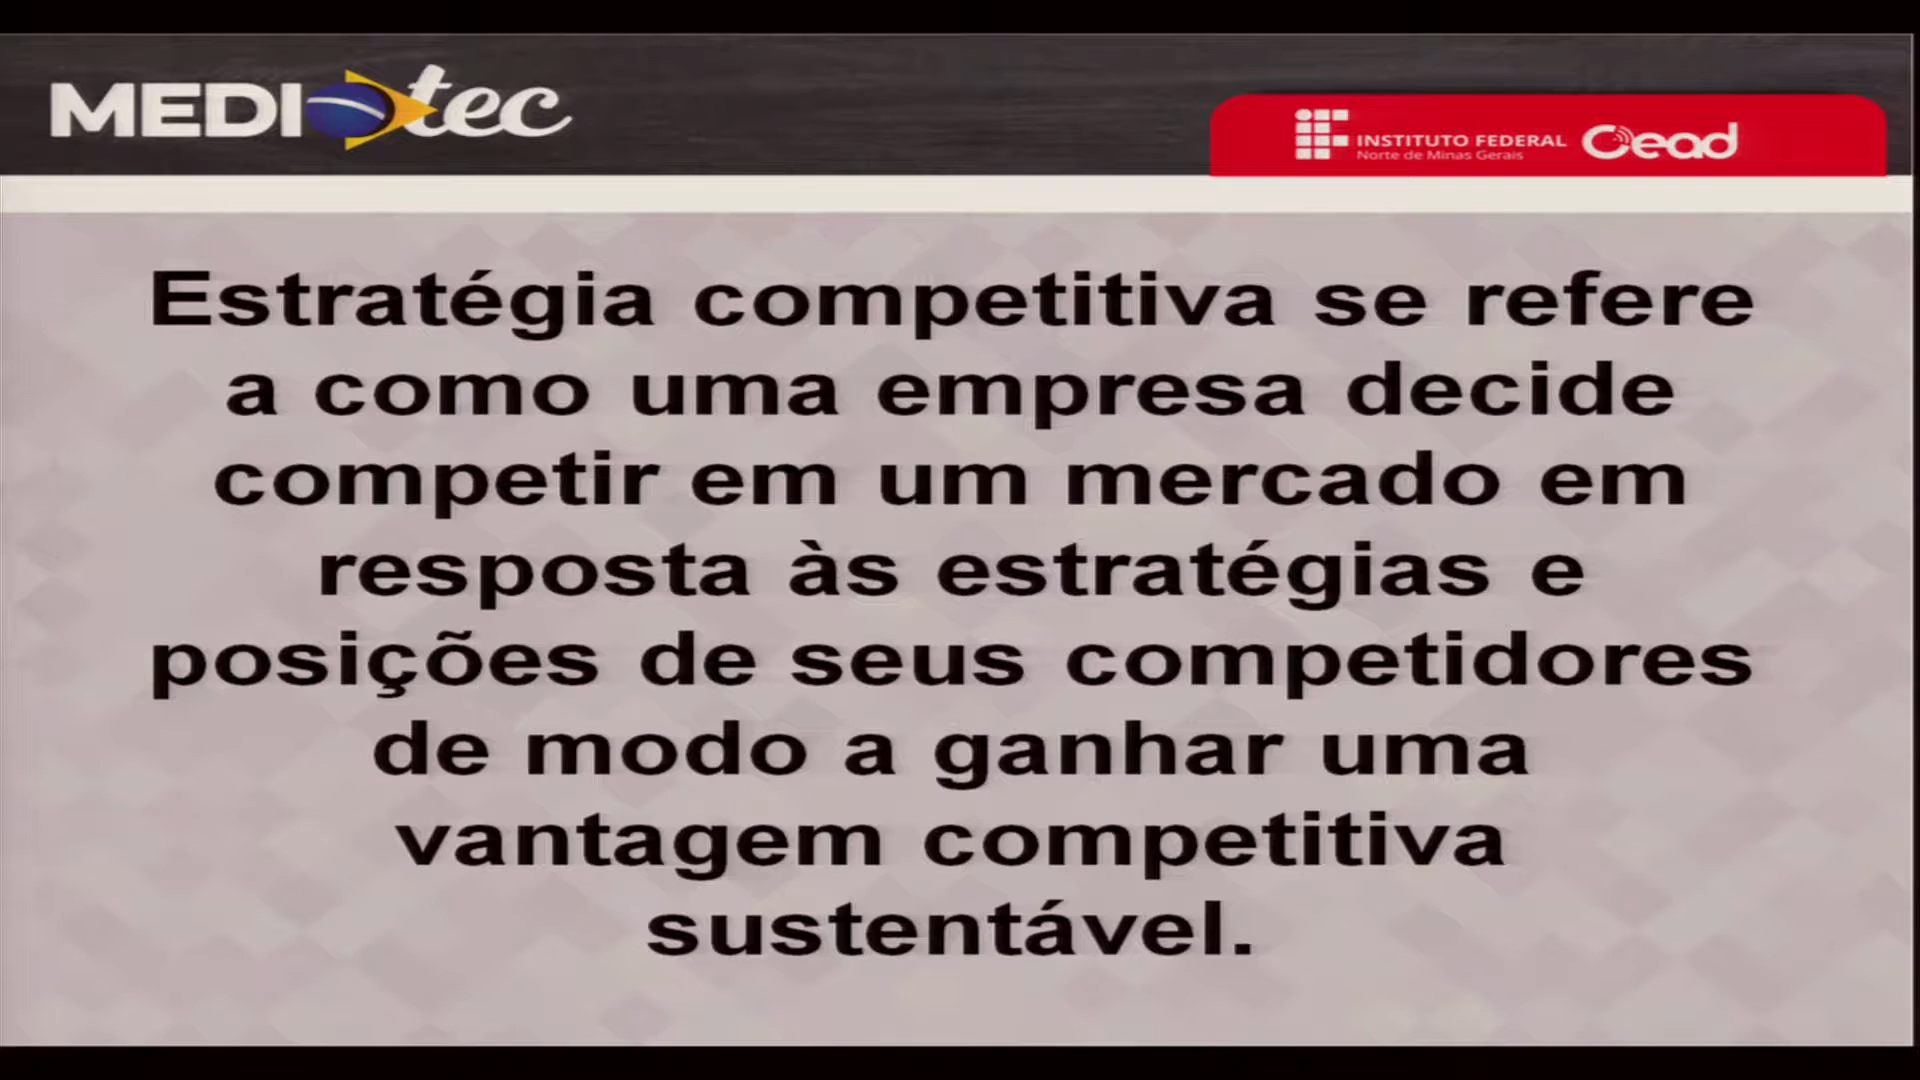 MEDIOtec
INSTITUTO FEDERAL
Norte de Minas Gerais
Cead
Estratégia competitiva se refere
a como uma empresa decide
competir em um mercado em
resposta às estratégias e
posições de seus competidores
de modo a ganhar uma
vantagem competitiva
sustentável.